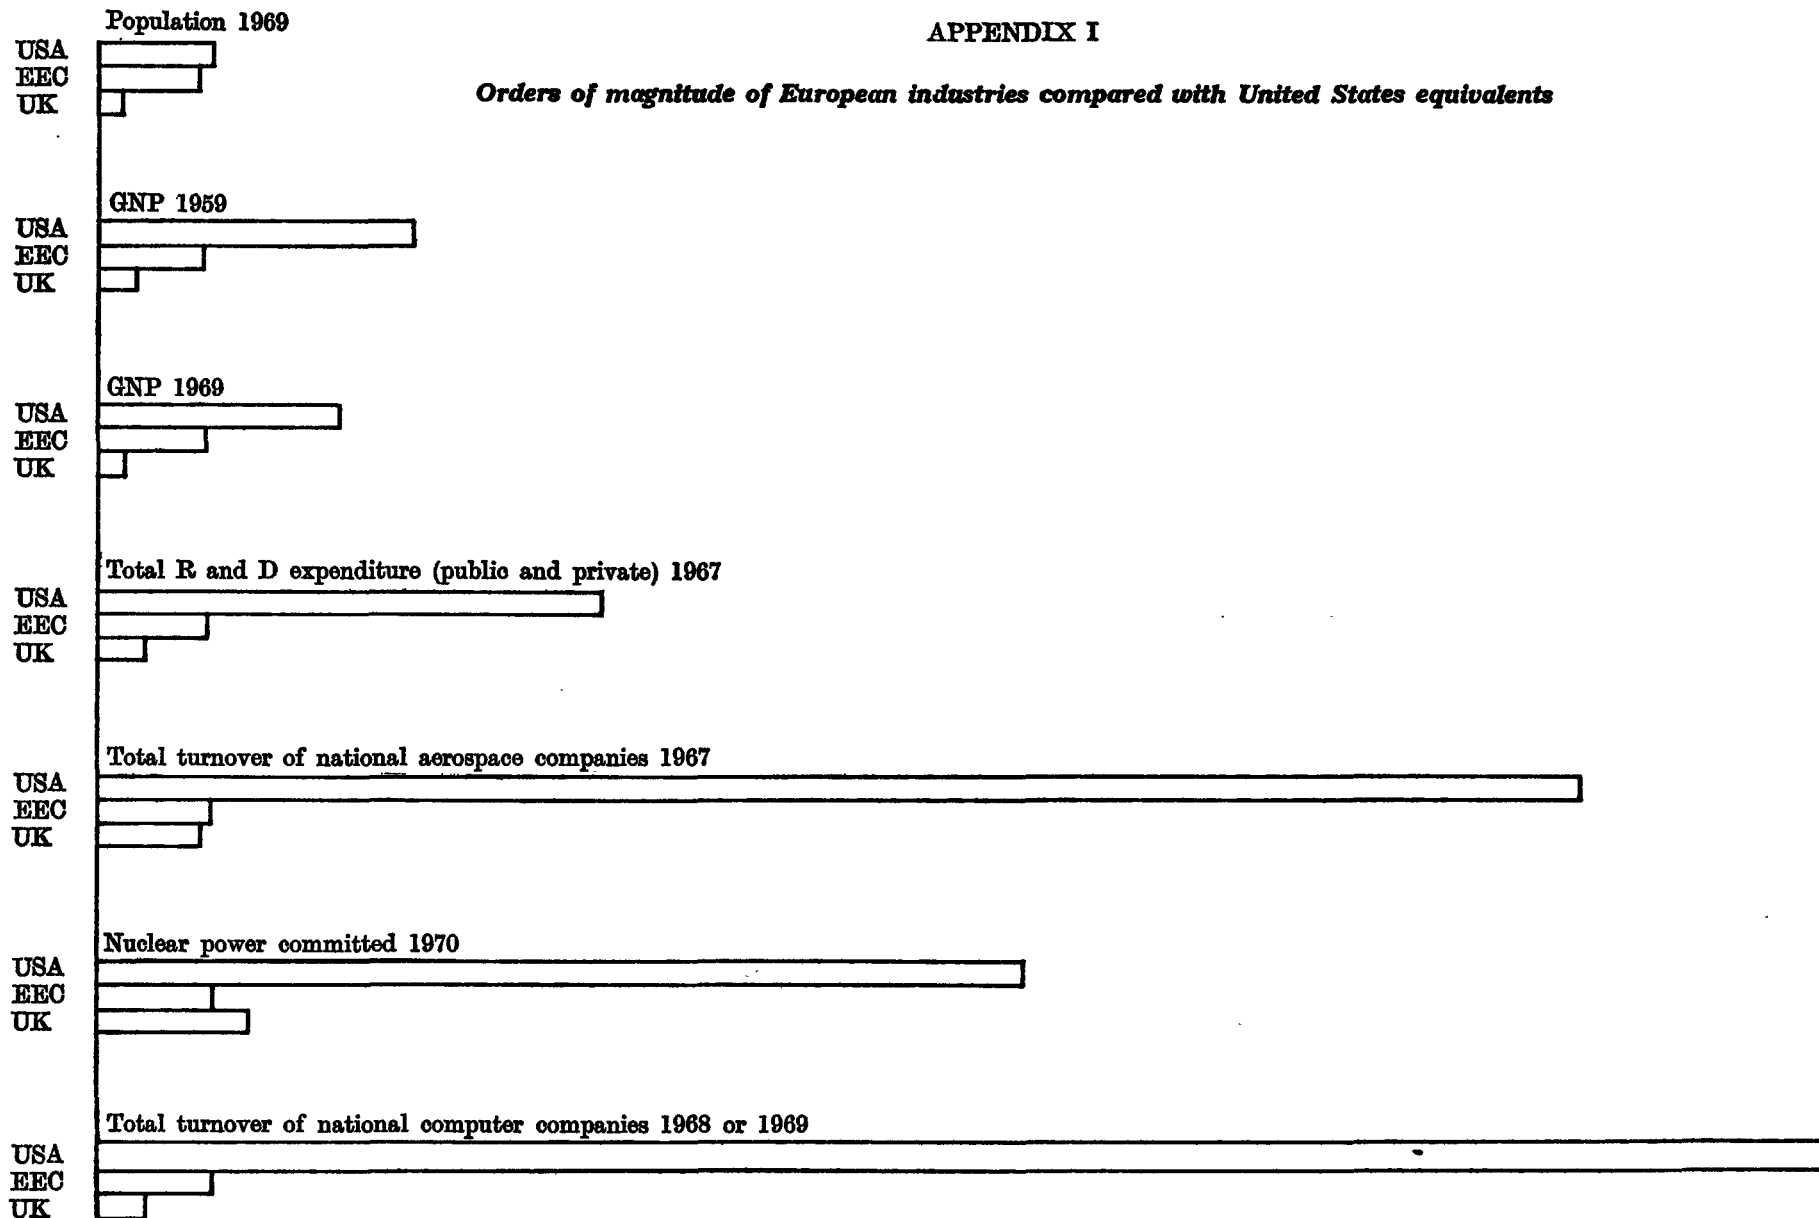 APPENDIX I
Orders of magnitude of European industries compared with United States equivalents
Population 1969
USA
EEC
UK
GNP 1959
USA
EEC
UK
GNP 1969
USA
EEC
UK
Total R and D expenditure (public and private) 1967
USA
EEC
UK
Total turnover of national aerospace companies 1967
USA
EEC
UK
Nuclear power committed 1970
USA
EEC
UK
Total turnover of national computer companies 1968 or 1969
USA
EEC
UK